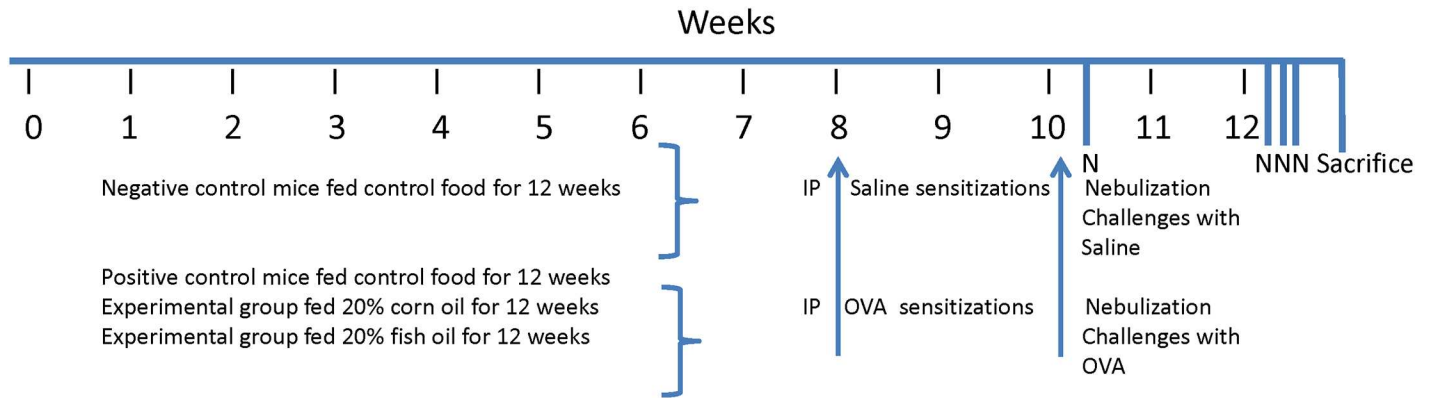 Weeks
0 1 2 3 4 5 6 7 8 9 10 11 12
N NNN Sacrifice
Negative control mice fed control food for 12 weeks
IP Saline sensitizations
Nebulization
Challenges with
Saline
Positive control mice fed control food for 12 weeks
Experimental group fed 20% corn oil for 12 weeks
Experimental group fed 20% fish oil for 12 weeks
IP OVA sensitizations
Nebulization
Challenges with
OVA